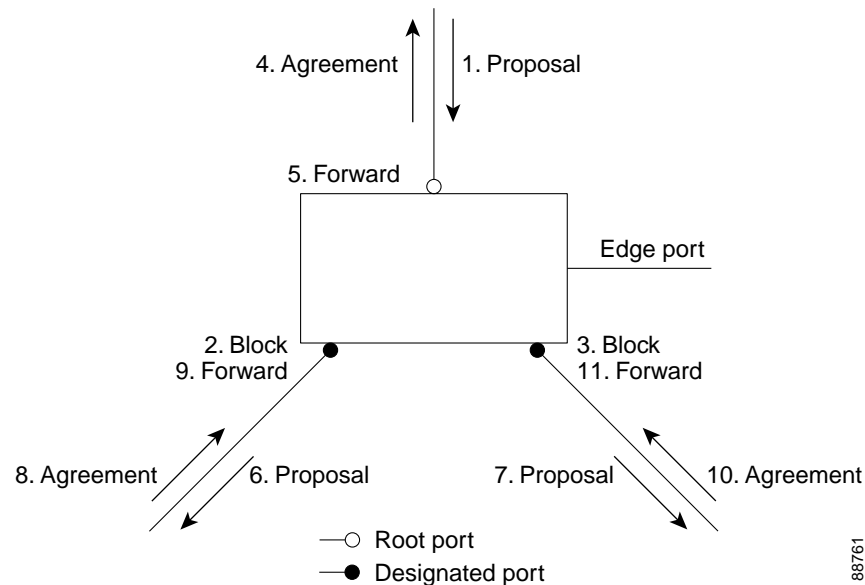 4. Agreement
1. Proposal
5. Forward
Edge port
2. Block
9. Forward
3. Block
11. Forward
8. Agreement
6. Proposal
7. Proposal
10. Agreement
Root port
Designated port
88761